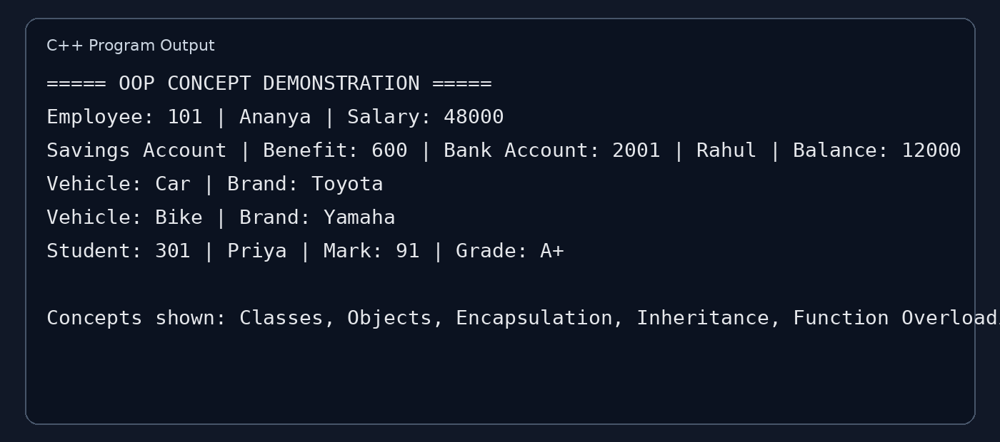 C++ Program Output
===== OOP CONCEPT DEMONSTRATION =====
Employee: 101 | Ananya | Salary: 48000
Savings Account | Benefit: 600 | Bank Account: 2001 | Rahul | Balance: 12000
Vehicle: Car | Brand: Toyota
Vehicle: Bike | Brand: Yamaha
Student: 301 | Priya | Mark: 91 | Grade: A+
Concepts shown: Classes, Objects, Encapsulation, Inheritance, Function